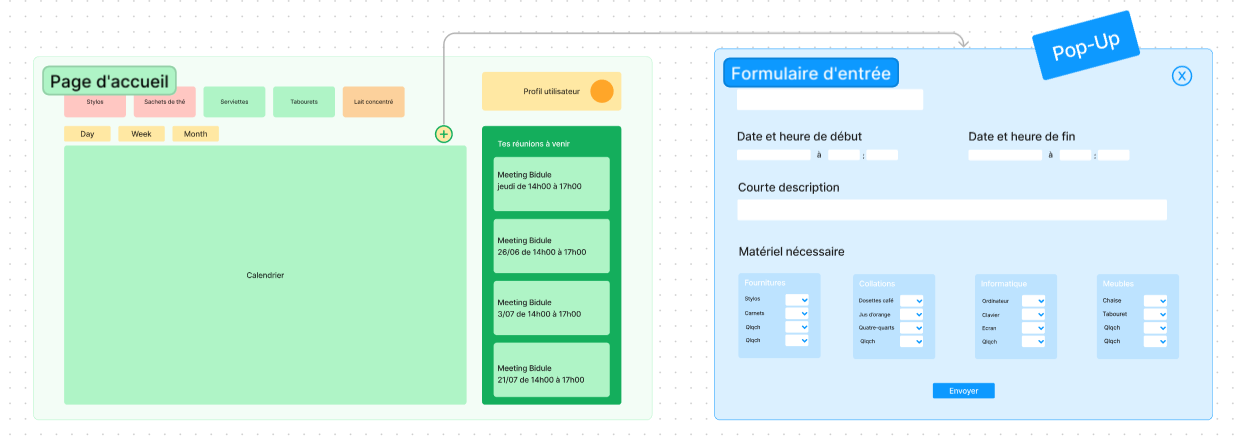 Page d'accueil
Stylos
Sachets de thé
Serviettes
Tabourets
Lait concentré
Day
Week
Month
+
Calendrier
Profil utilisateur
Tes réunions à venir
Meeting Bidule
jeudi de 14h00 à 17h00
Meeting Bidule
26/06 de 14h00 à 17h00
Meeting Bidule
3/07 de 14h00 à 17h00
Meeting Bidule
21/07 de 14h00 à 17h00
Pop-Up
Formulaire d'entrée
X
Date et heure de début
à :
Date et heure de fin
à :
Courte description
Matériel nécessaire
Fournitures
Stylos
Carnets
Qlqch
Qlqch
Collations
Dosettes café
Jus d'orange
Quatre-quarts
Qlqch
Informatique
Ordinateur
Clavier
Ecran
Qlqch
Meubles
Chaise
Tabouret
Qlqch
Qlqch
Envoyer